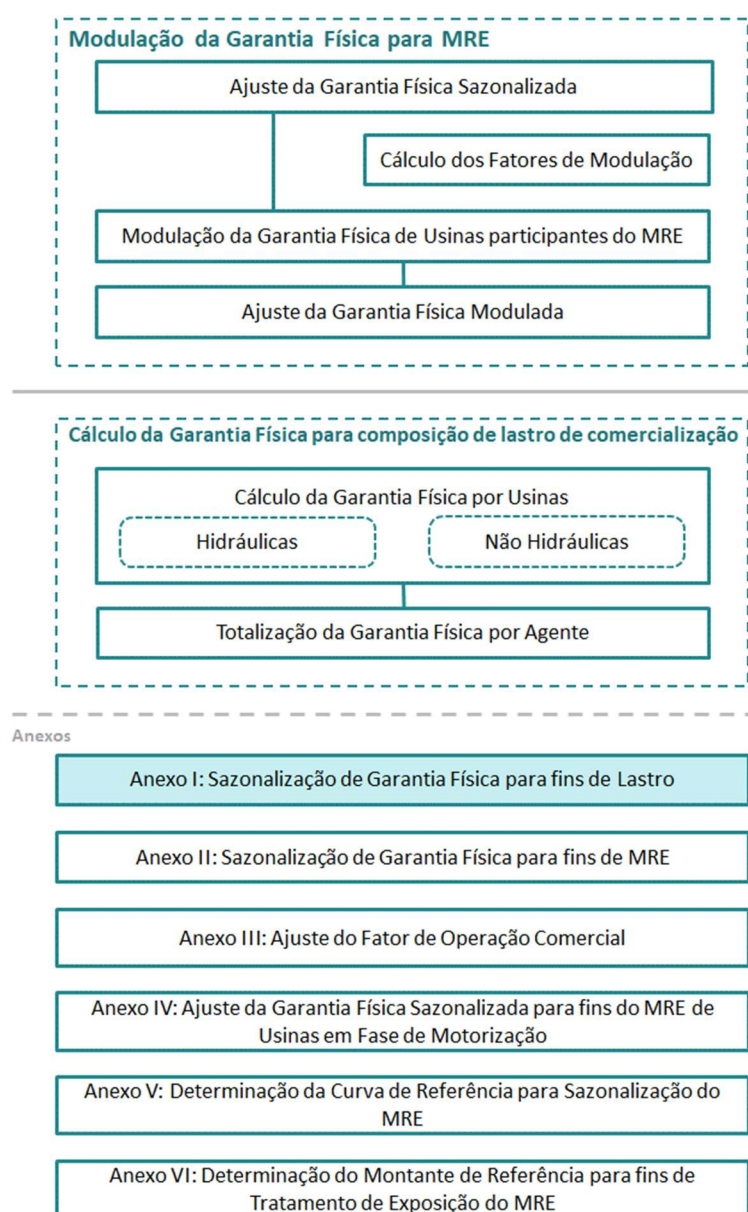 Modulação da Garantia Física para MRE
Ajuste da Garantia Física Sazonalizada
Cálculo dos Fatores de Modulação
Modulação da Garantia Física de Usinas participantes do MRE
Ajuste da Garantia Física Modulada
Cálculo da Garantia Física para composição de lastro de comercialização
Cálculo da Garantia Física por Usinas
Hidráulicas
Não Hidráulicas
Totalização da Garantia Física por Agente
Anexos
Anexo I: Sazonalização de Garantia Física para fins de Lastro
Anexo II: Sazonalização de Garantia Física para fins de MRE
Anexo III: Ajuste do Fator de Operação Comercial
Anexo IV: Ajuste da Garantia Física Sazonalizada para fins do MRE de
Usinas em Fase de Motorização
Anexo V: Determinação da Curva de Referência para Sazonalização do
MRE
Anexo VI: Determinação do Montante de Referência para fins de
Tratamento de Exposição do MRE